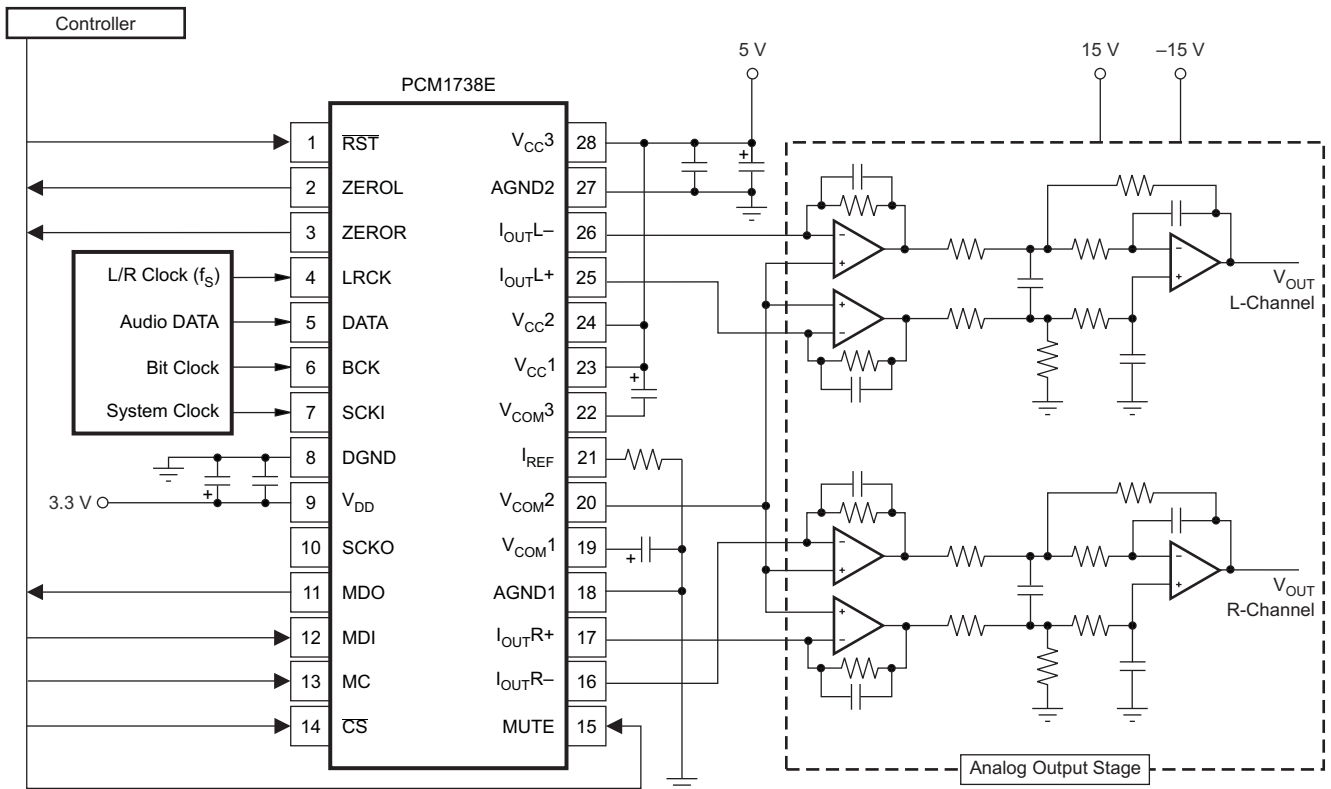 Controller
5 V
15 V
–15 V
PCM1738E
1 RST VCC3 28
2 ZEROL AGND2 27
3 ZEROR IOUTL– 26
L/R Clock (fS)
4 LRCK IOUTL+ 25
Audio DATA
5 DATA VCC2 24
Bit Clock
6 BCK VCC1 23
System Clock
7 SCKI VCOM3 22
8 DGND IREF 21
3.3 V
9 VDD VCOM2 20
10 SCKO VCOM1 19
11 MDO AGND1 18
12 MDI IOUTR+ 17
13 MC IOUTR– 16
14 CS MUTE 15
+
+
+
+
–
+
+
–
–
+
VOUT
L-Channel
–
+
+
–
–
+
VOUT
R-Channel
Analog Output Stage